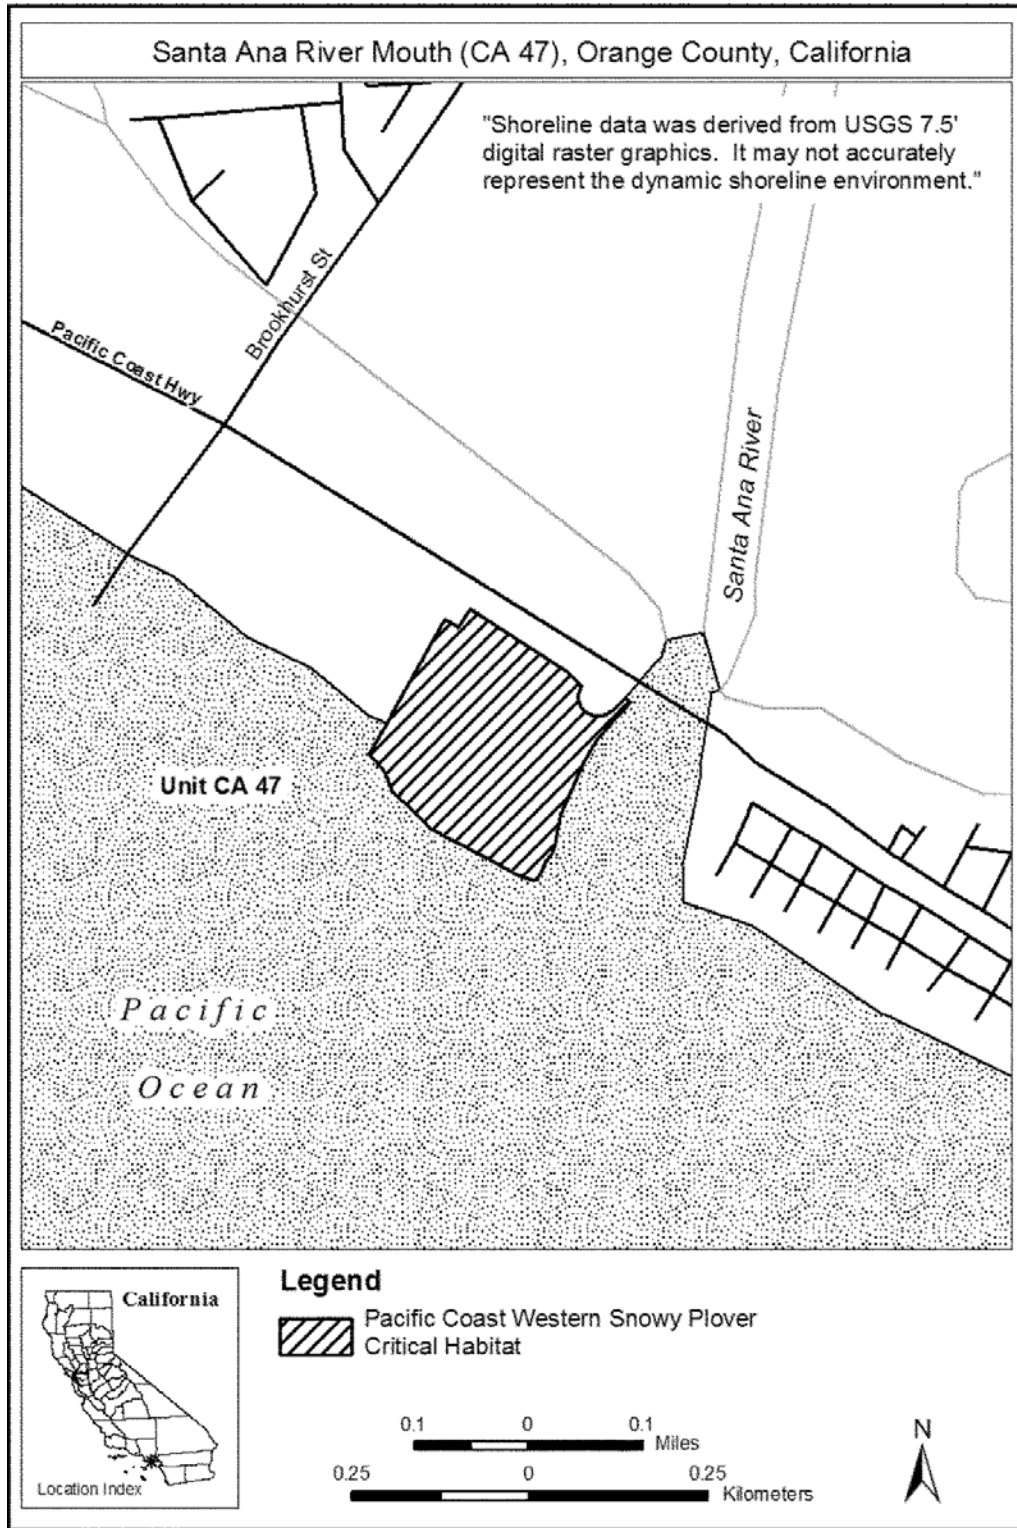 Santa Ana River Mouth (CA 47), Orange County, California
"Shoreline data was derived from USGS 7.5'
digital raster graphics.  It may not accurately
represent the dynamic shoreline environment."
Brookhurst St
Pacific Coast Hwy
Santa Ana River
Unit CA 47
Pacific
Ocean
California
Location Index
Legend
Pacific Coast Western Snowy Plover
Critical Habitat
0.1 0 0.1
Miles
0.25 0 0.25
Kilometers
N